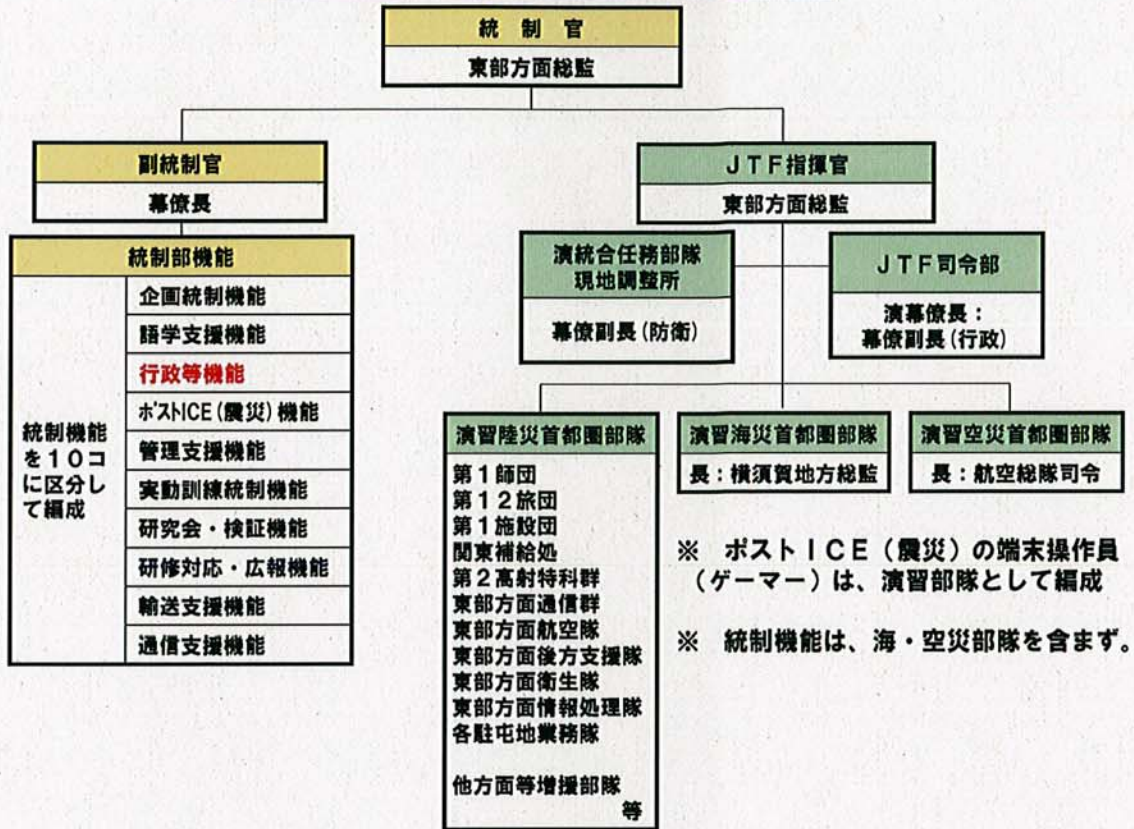 統　制　官
東部方面総監
副統制官
幕僚長
統制部機能
統制機能
を１０コ
に区分し
て編成
企画統制機能
語学支援機能
行政等機能
ﾎﾟｽﾄICE(震災)機能
管理支援機能
実動訓練統制機能
研究会・検証機能
研修対応・広報機能
輸送支援機能
通信支援機能
ＪＴＦ指揮官
東部方面総監
演統合任務部隊
現地調整所
幕僚副長(防衛)
ＪＴＦ司令部
演幕僚長：
幕僚副長(行政)
演習陸災首都圏部隊
第１師団
第１２旅団
第１施設団
関東補給処
第２高射特科群
東部方面通信群
東部方面航空隊
東部方面後方支援隊
東部方面衛生隊
東部方面情報処理隊
各駐屯地業務隊
他方面等増援部隊
等
演習海災首都圏部隊
長：横須賀地方総監
演習空災首都圏部隊
長：航空総隊司令
※　ポストＩＣＥ（震災）の端末操作員
（ゲーマー）は、演習部隊として編成
※　統制機能は、海・空災部隊を含まず。